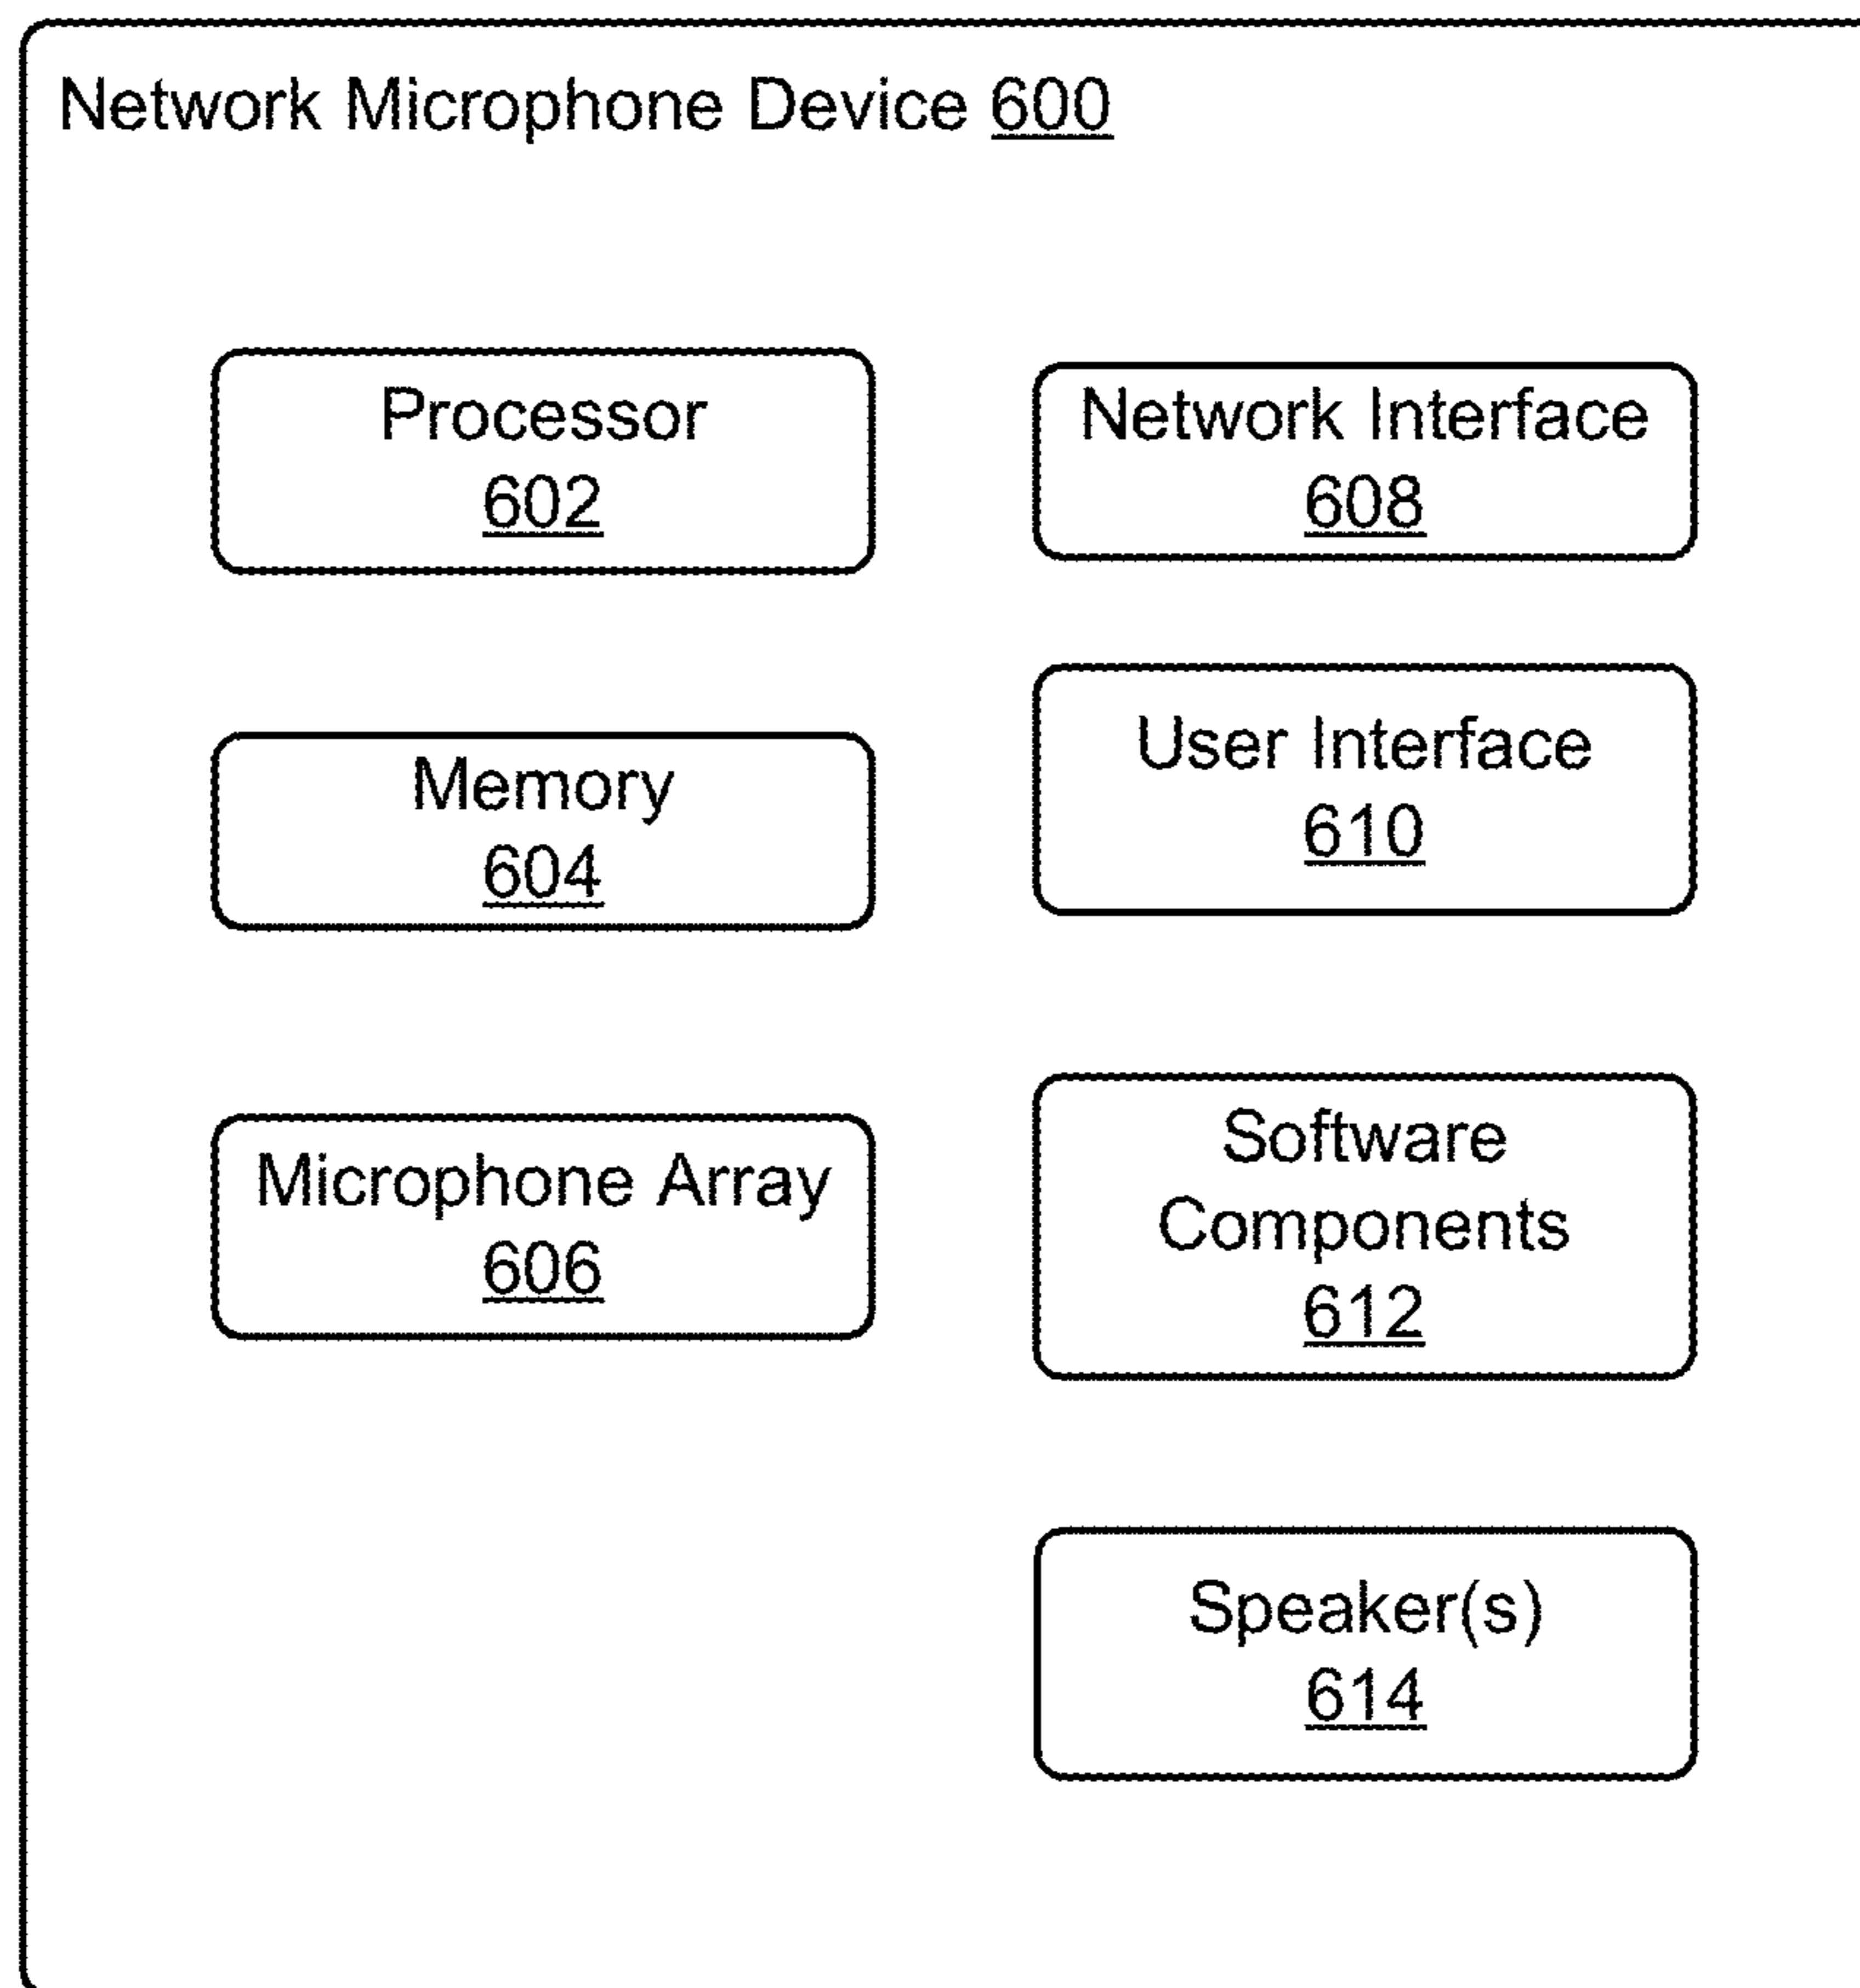 Network Microphone Device 600
Processor
602
Memory
604
Microphone Array
606
Network Interface
608
User Interface
610
Software
Components
612
Speaker(s)
614